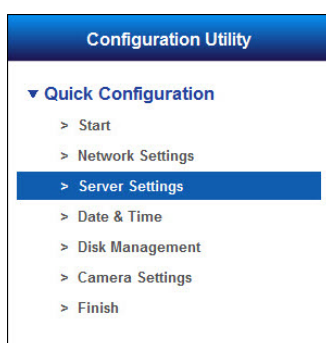 Configuration Utility
▼ Quick Configuration
> Start
> Network Settings
> Server Settings
> Date & Time
> Disk Management
> Camera Settings
> Finish